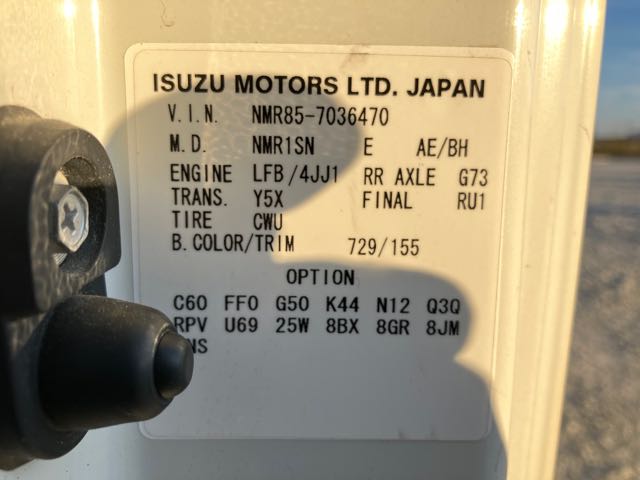 ISUZU MOTORS LTD. JAPAN
V.I.N. NMR85-7036470
M.D. NMR1SN E AE/BH
ENGINE LFB/4JJ1 RR AXLE G73
TRANS. Y5X FINAL RU1
TIRE CWU
B.COLOR/TRIM 729/155
OPTION
C60 FF0 G50 K44 N12 Q3Q
RPV U69 25W 8BX 8GR 8JM